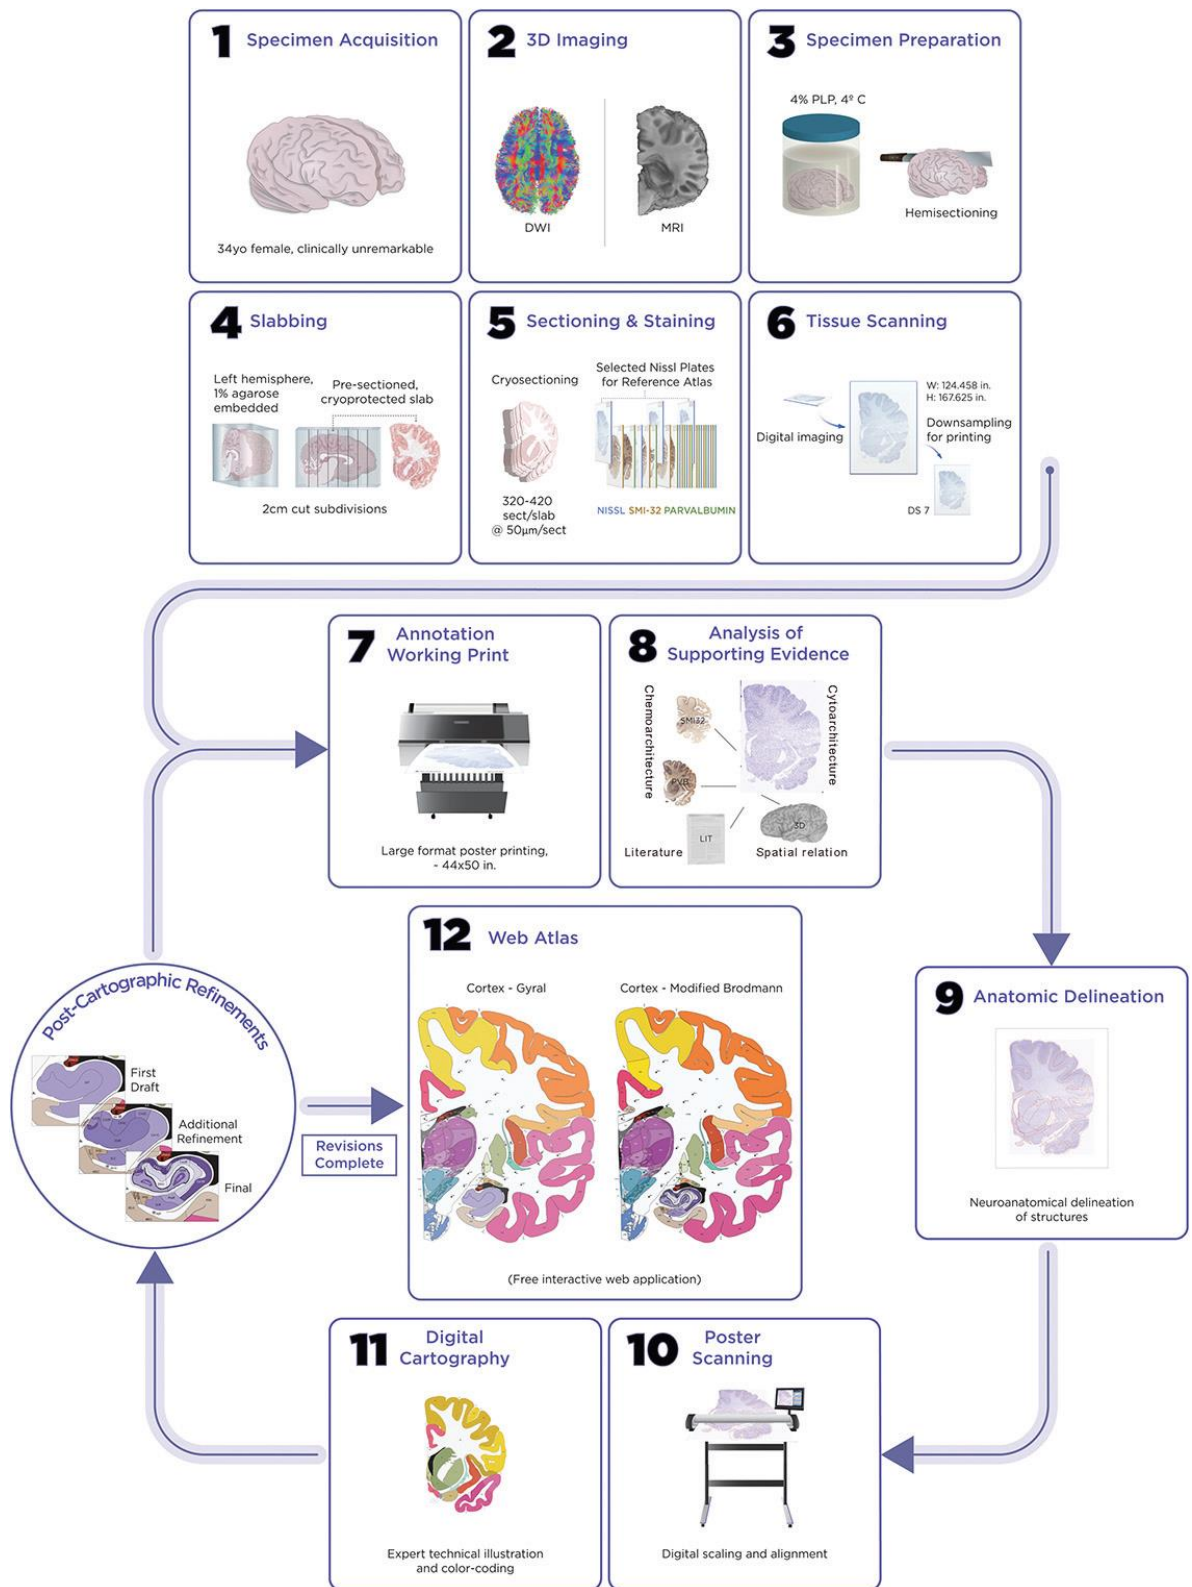 1 Specimen Acquisition
34yo female, clinically unremarkable
2 3D Imaging
DWI
MRI
3 Specimen Preparation
4% PLP, 4º C
Hemisectioning
4 Slabbing
Left hemisphere,
1% agarose
embedded
Pre-sectioned,
cryoprotected slab
2cm cut subdivisions
5 Sectioning & Staining
Cryosectioning
Selected Nissl Plates
for Reference Atlas
320-420
sect/slab
@ 50µm/sect
NISSL SMI-32 PARVALBUMIN
6 Tissue Scanning
W: 124.458 in.
H: 167.625 in.
Digital imaging
Downsampling
for printing
DS 7
7 Annotation
Working Print
Large format poster printing,
~ 44x50 in.
8 Analysis of
Supporting Evidence
Chemoarchitecture
SMI32
PVB
Cytoarchitecture
LIT
3D
Literature
Spatial relation
9 Anatomic Delineation
Neuroanatomical delineation
of structures
10 Poster
Scanning
Digital scaling and alignment
11 Digital
Cartography
Expert technical illustration
and color-coding
Post-Cartographic Refinements
First
Draft
Additional
Refinement
Final
Revisions
Complete
12 Web Atlas
Cortex - Gyral
Cortex - Modified Brodmann
(Free interactive web application)